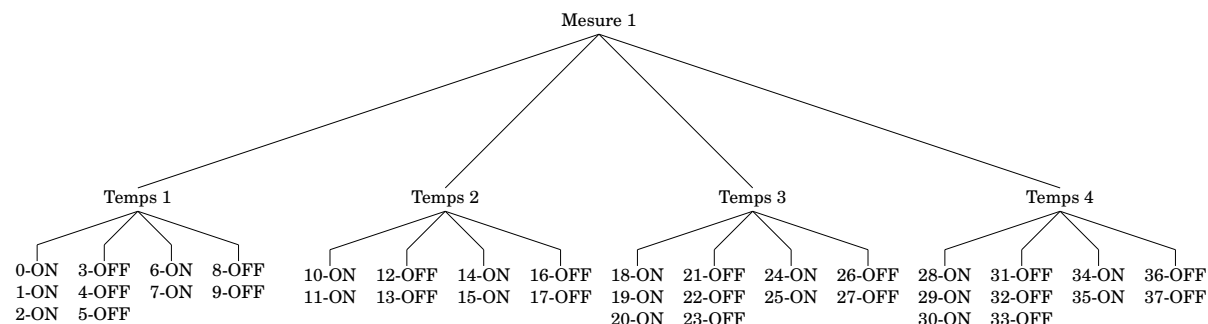 Mesure 1
Temps 1 Temps 2 Temps 3 Temps 4
0-ON 3-OFF 6-ON 8-OFF 10-ON 12-OFF 14-ON 16-OFF 18-ON 21-OFF 24-ON 26-OFF 28-ON 31-OFF 34-ON 36-OFF
1-ON 4-OFF 7-ON 9-OFF 11-ON 13-OFF 15-ON 17-OFF 19-ON 22-OFF 25-ON 27-OFF 29-ON 32-OFF 35-ON 37-OFF
2-ON 5-OFF 20-ON 23-OFF 30-ON 33-OFF